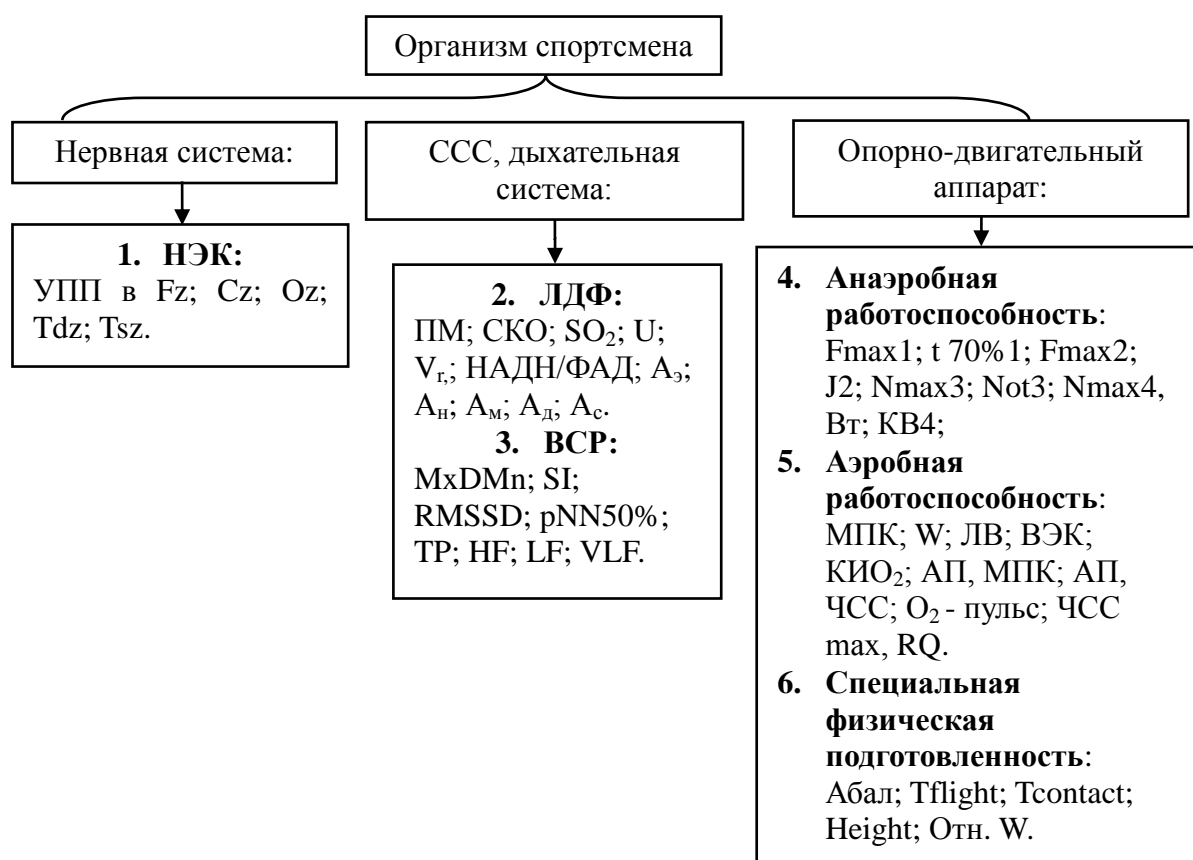 Организм спортсмена
Нервная система:
ССС, дыхательная
система:
Опорно-двигательный
аппарат:
1. НЭК:
УПП в Fz; Cz; Oz;
Tdz; Tsz.
2. ЛДФ:
ПМ; СКО; SO₂; U;
Vr,; НАДН/ФАД; Аэ;
Ан; Ам; Ад; Ас.
3. ВСР:
MxDMn; SI;
RMSSD; pNN50%;
TP; HF; LF; VLF.
4. Анаэробная
работоспособность:
Fmax1; t 70%1; Fmax2;
J2; Nmax3; Not3; Nmax4,
Вт; КВ4;
5. Аэробная
работоспособность:
МПК; W; ЛВ; ВЭК;
КИО₂; АП, МПК; АП,
ЧСС; О₂ - пульс; ЧСС
max, RQ.
6. Специальная
физическая
подготовленность:
Абал; Tflight; Tcontact;
Height; Отн. W.